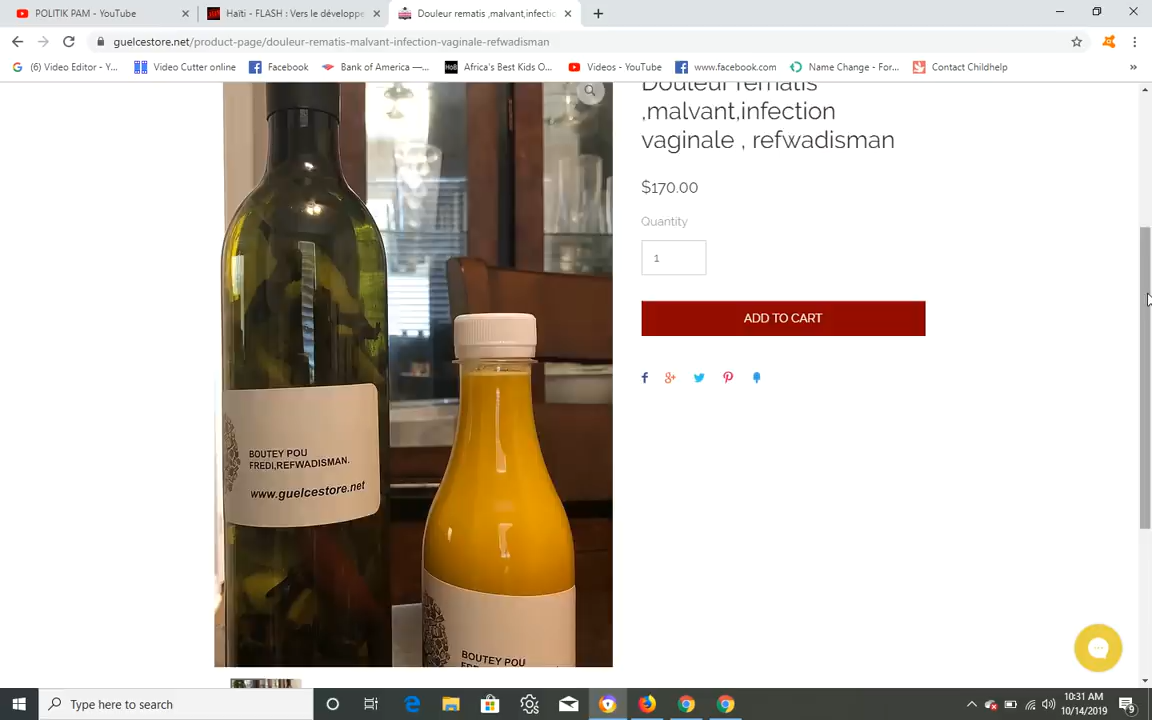 POLITIK PAM - YouTube
Haïti - FLASH : Vers le développe
Douleur rematis ,malvant,infectio
guelcestore.net/product-page/douleur-rematis-malvant-infection-vaginale-refwadisman
(6) Video Editor - Y...
Video Cutter online
Facebook
Bank of America —...
Africa's Best Kids O...
Videos - YouTube
www.facebook.com
Name Change - For...
Contact Childhelp
»
Douleur rematis
,malvant,infection
vaginale , refwadisman
$170.00
Quantity
1
ADD TO CART
BOUTEY POU
FREDI,REFWADISMAN.
www.guelcestore.net
BOUTEY POU
Type here to search
10:31 AM
10/14/2019
9